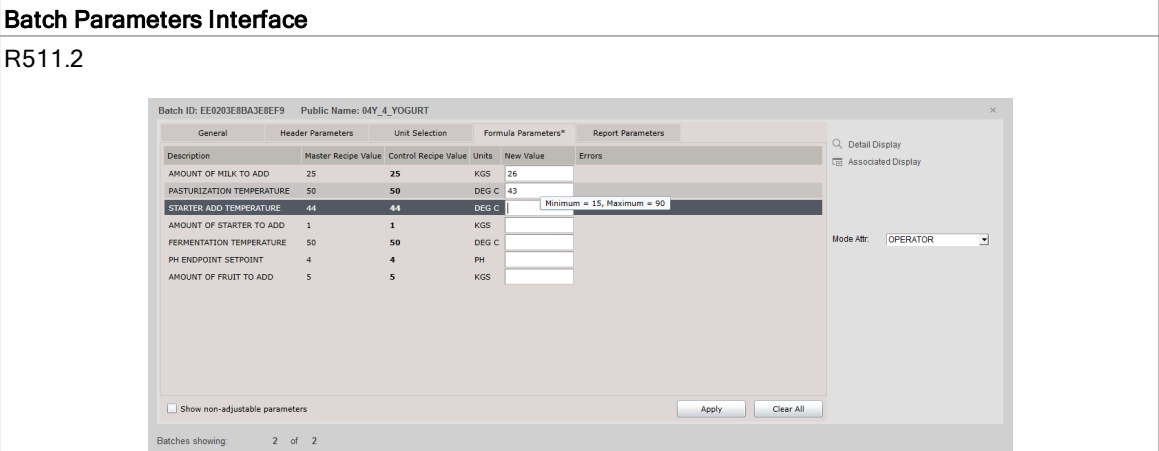 Batch Parameters Interface
R511.2
Batch ID: EE0203E8BA3E8EF9 Public Name: 04Y_4_YOGURT ×
General Header Parameters Unit Selection Formula Parameters* Report Parameters
Detail Display
Associated Display
Description Master Recipe Value Control Recipe Value Units New Value Errors
AMOUNT OF MILK TO ADD 25 25 KGS 26
PASTURIZATION TEMPERATURE 50 50 DEG C 43
STARTER ADD TEMPERATURE 44 44 DEG C
Minimum = 15, Maximum = 90
AMOUNT OF STARTER TO ADD 1 1 KGS
FERMENTATION TEMPERATURE 50 50 DEG C
Mode Attr: OPERATOR
PH ENDPOINT SETPOINT 4 4 PH
AMOUNT OF FRUIT TO ADD 5 5 KGS
Show non-adjustable parameters Apply Clear All
Batches showing: 2 of 2